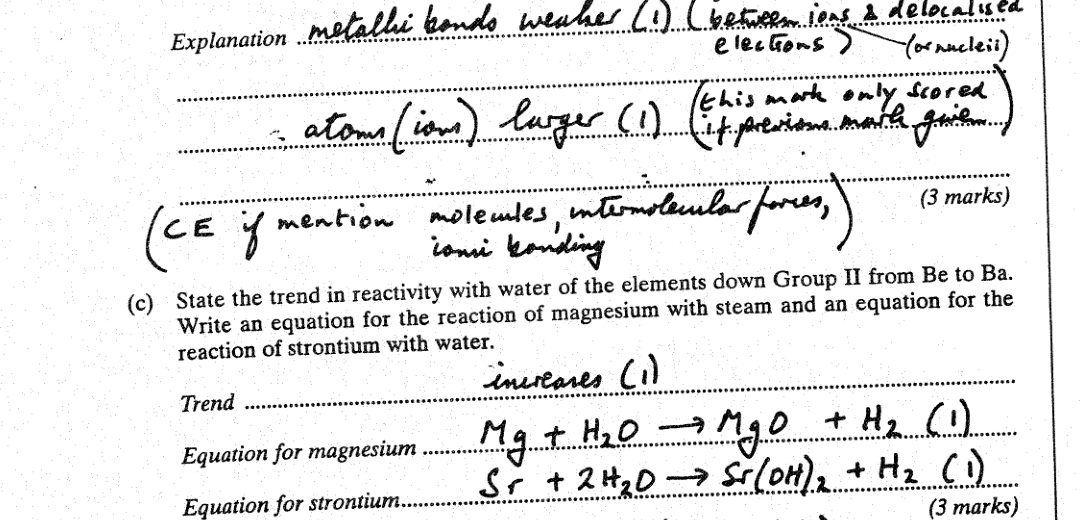 Explanation metallic bonds weaker (1) (between ions & delocalised
electrons) (or nucleii)
∴ atoms (ions) larger (1) (this mark only scored
if previous mark given)
(CE if mention molecules, intermolecular forces,
ionic bonding)
(3 marks)
(c) State the trend in reactivity with water of the elements down Group II from Be to Ba.
Write an equation for the reaction of magnesium with steam and an equation for the
reaction of strontium with water.
Trend increases (1)
Equation for magnesium Mg + H₂O → MgO + H₂ (1)
Equation for strontium Sr + 2H₂O → Sr(OH)₂ + H₂ (1)
(3 marks)